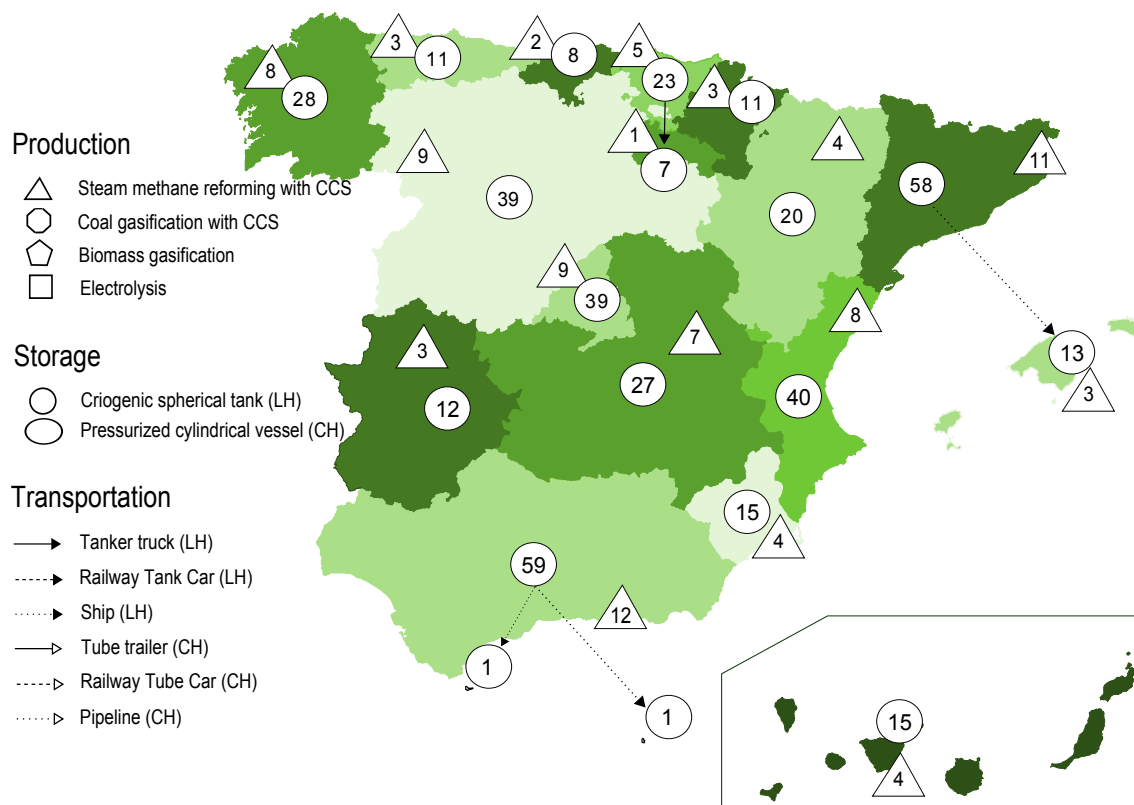 Production
Steam methane reforming with CCS
Coal gasification with CCS
Biomass gasification
Electrolysis
Storage
Criogenic spherical tank (LH)
Pressurized cylindrical vessel (CH)
Transportation
Tanker truck (LH)
Railway Tank Car (LH)
Ship (LH)
Tube trailer (CH)
Railway Tube Car (CH)
Pipeline (CH)
8
28
3
11
2
8
5
23
3
11
1
7
9
39
4
20
58
11
9
39
7
27
8
40
13
3
3
12
15
4
59
12
1
1
15
4